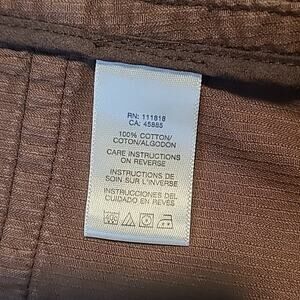 RN: 111818
CA: 45885
100% COTTON/
COTON/ALGODON
CARE INSTRUCTIONS
ON REVERSE
INSTRUCTIONS DE
SOIN SUR L'INVERSE
INSTRUCCIONES DEL
CUIDADO EN REVES